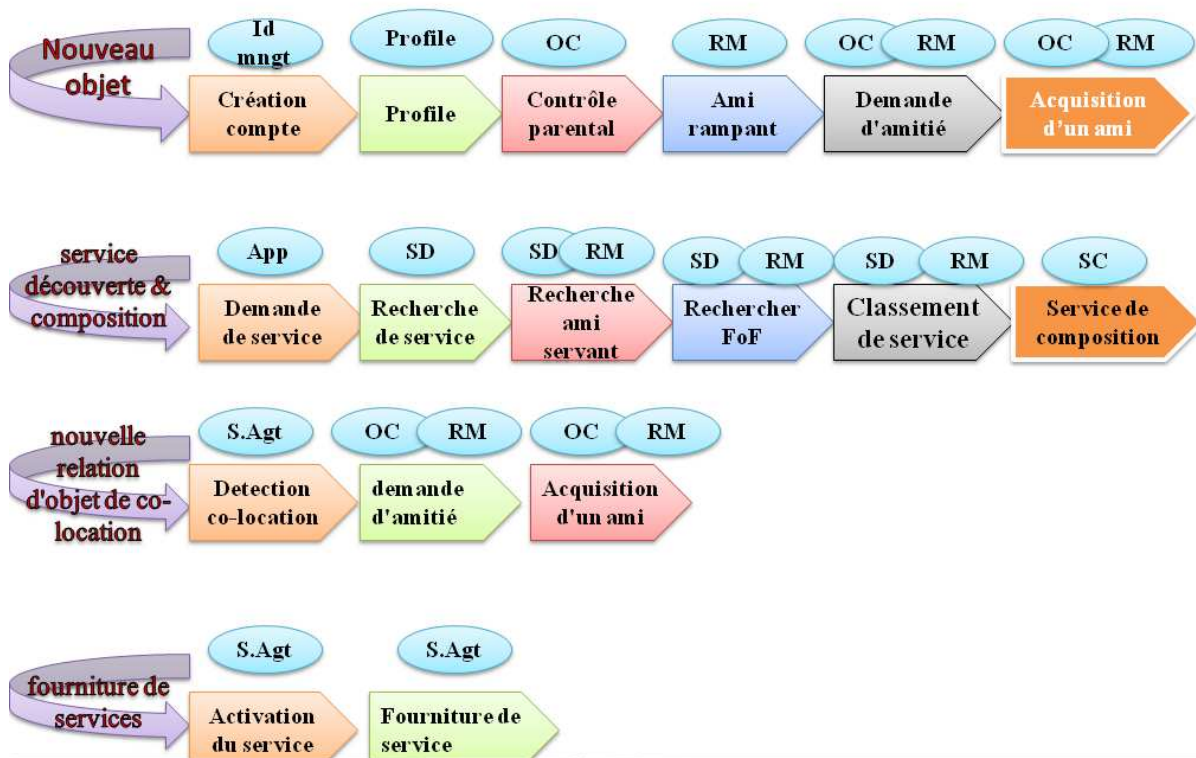 Id
mngt
Profile
OC
RM
OC RM
OC RM
Nouveau
objet
Création
compte
Profile
Contrôle
parental
Ami
rampant
Demande
d'amitié
Acquisition
d’un ami
App
SD
SD RM
SD RM
SD RM
SC
service
découverte &
composition
Demande
de service
Recherche
de service
Recherche
ami
servant
Rechercher
FoF
Classement
de service
Service de
composition
S.Agt
OC RM
OC RM
nouvelle
relation
d'objet de co-
location
Detection
co-location
demande
d'amitié
Acquisition
d'un ami
S.Agt
S.Agt
fourniture de
services
Activation
du service
Fourniture de
service